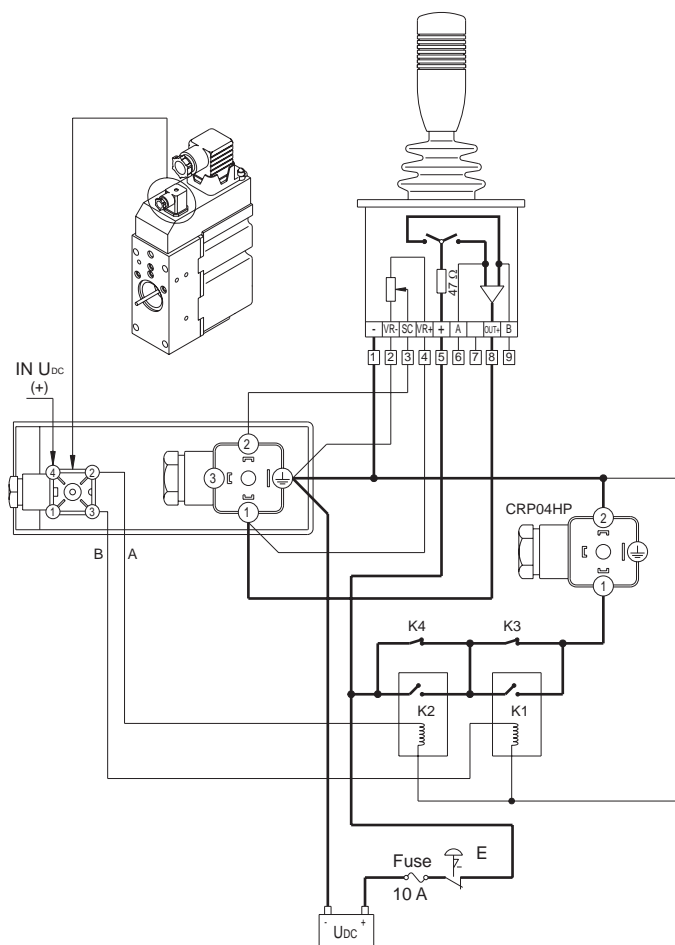 47 Ω
- VR- SC VR+ + A OUT+ B
1 2 3 4 5 6 7 8 9
IN UDC
(+)
4 2
1 3
2
3
1
B A
CRP04HP
2
1
K4 K3
K2 K1
E
Fuse
10 A
- +
UDC